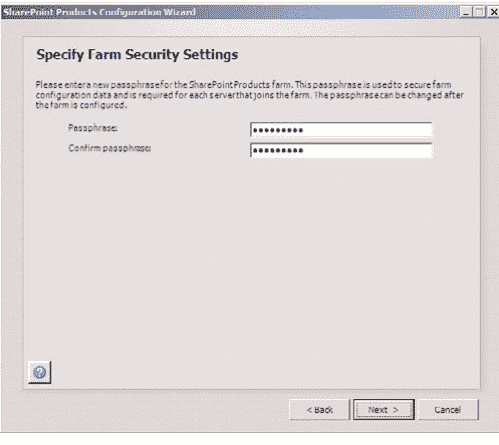 SharePoint Products Configuration Wizard
Specify Farm Security Settings
Please enter a new passphrase for the SharePoint Products farm. This passphrase is used to secure farm
configuration data and is required for each server that joins the farm. The passphrase can be changed after
the farm is configured.
Passphrase:
•••••••••
Confirm passphrase:
•••••••••
< Back
Next >
Cancel